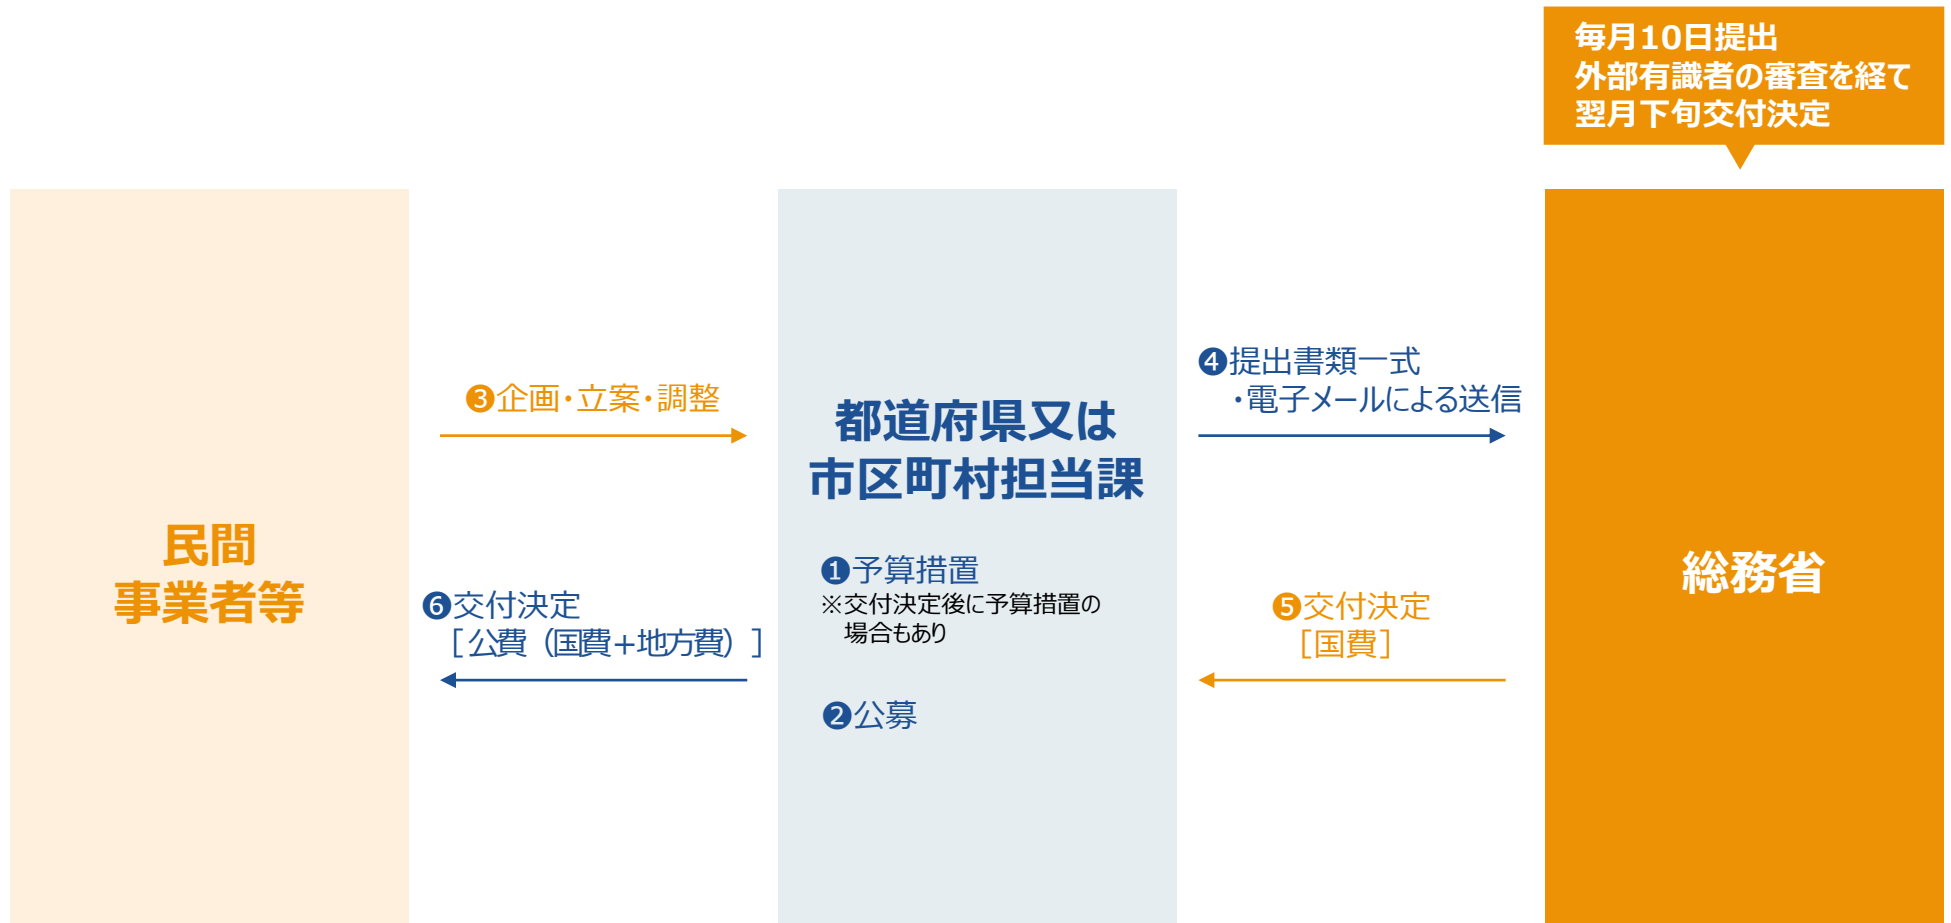 毎月10日提出
外部有識者の審査を経て
翌月下旬交付決定
民間
事業者等
❸企画・立案・調整
❻交付決定
［公費（国費+地方費）］
都道府県又は
市区町村担当課
❶予算措置
※交付決定後に予算措置の
場合もあり
❷公募
❹提出書類一式
・電子メールによる送信
❺交付決定
［国費］
総務省